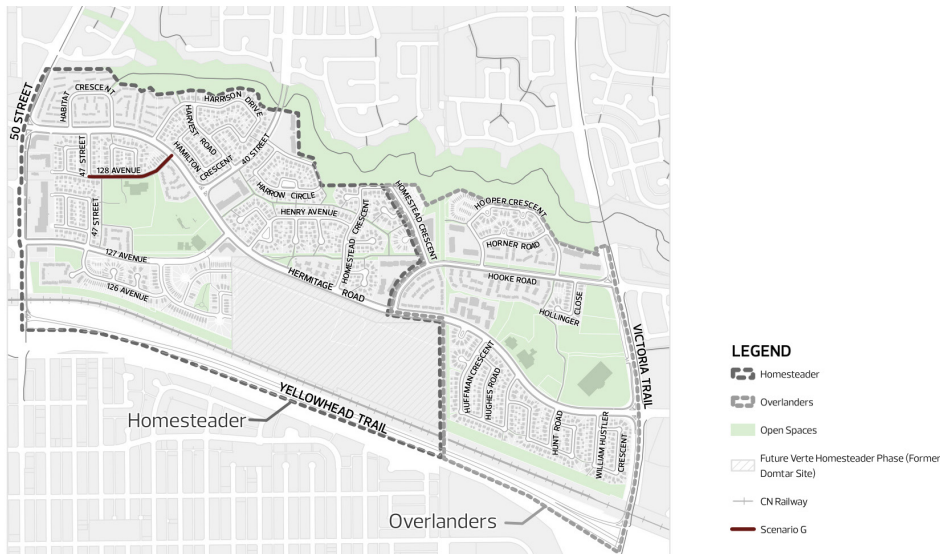 50 STREET
HABITAT
CRESCENT
HARRISON DRIVE
HARVEST ROAD
HAMILTON
CRESCENT
40 STREET
47 STREET
128 AVENUE
HARROW CIRCLE
47 STREET
HENRY AVENUE
HOMESTEAD CRESCENT
HOMESTEAD CRESCENT
HOOPER CRESCENT
HORNER ROAD
127 AVENUE
126 AVENUE
HERMITAGE ROAD
HOOKE ROAD
HOLLINGER
CLOSE
VICTORIA TRAIL
HUFFMAN CRESCENT
HUGHES ROAD
HUNT ROAD
WILLIAM HUSTLER
CRESCENT
YELLOWHEAD TRAIL
Homesteader
Overlanders
LEGEND
Homesteader
Overlanders
Open Spaces
Future Verte Homesteader Phase (Former
Domtar Site)
CN Railway
Scenario G